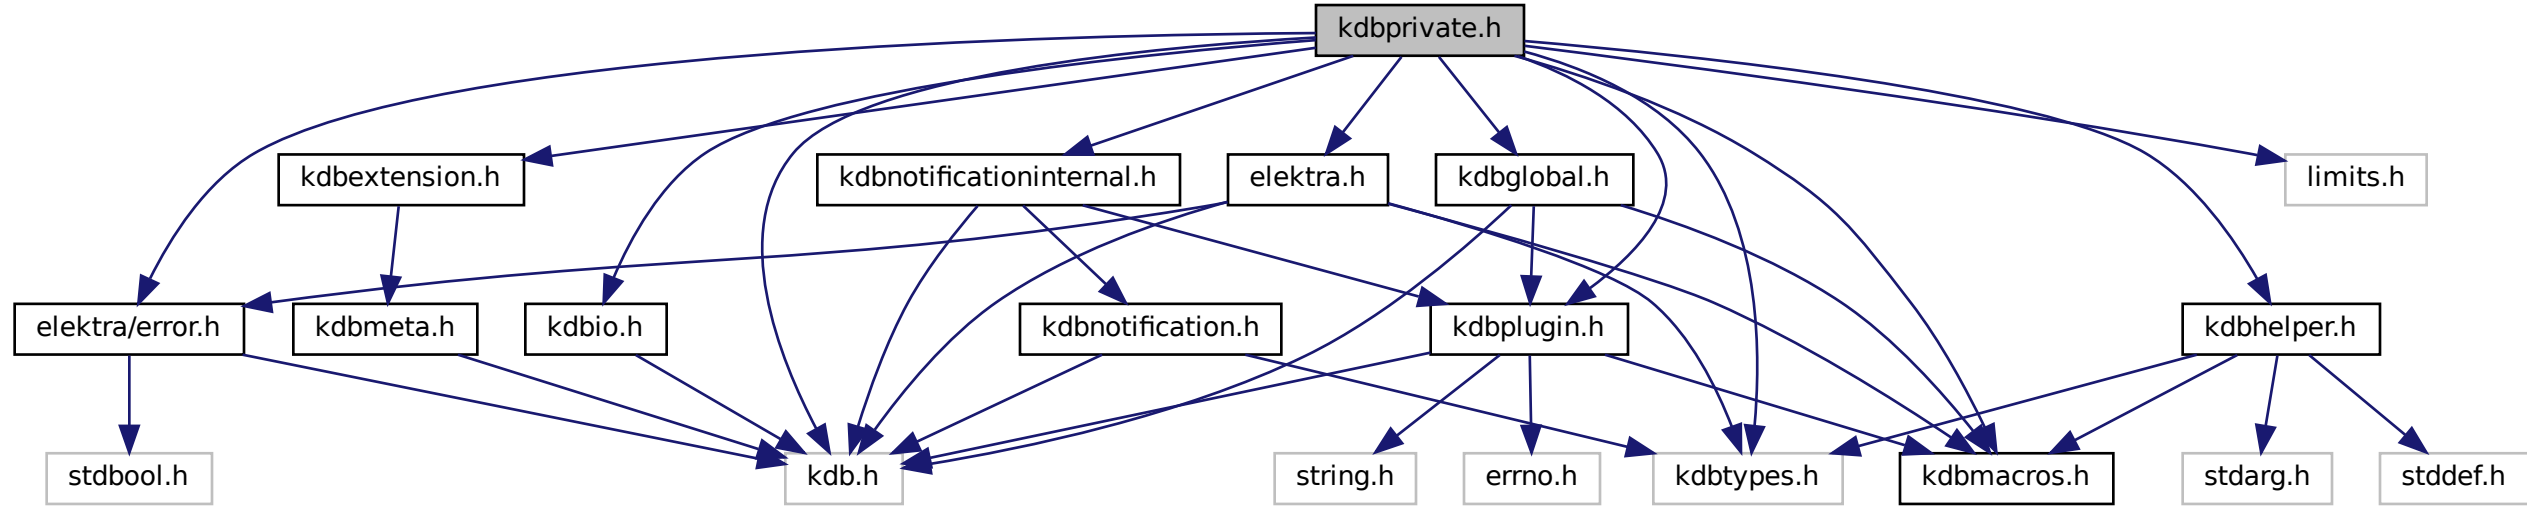 kdbprivate.h
kdbextension.h
kdbnotificationinternal.h
elektra.h
kdbglobal.h
limits.h
elektra/error.h
kdbmeta.h
kdbio.h
kdbnotification.h
kdbplugin.h
kdbhelper.h
stdbool.h
kdb.h
string.h
errno.h
kdbtypes.h
kdbmacros.h
stdarg.h
stddef.h